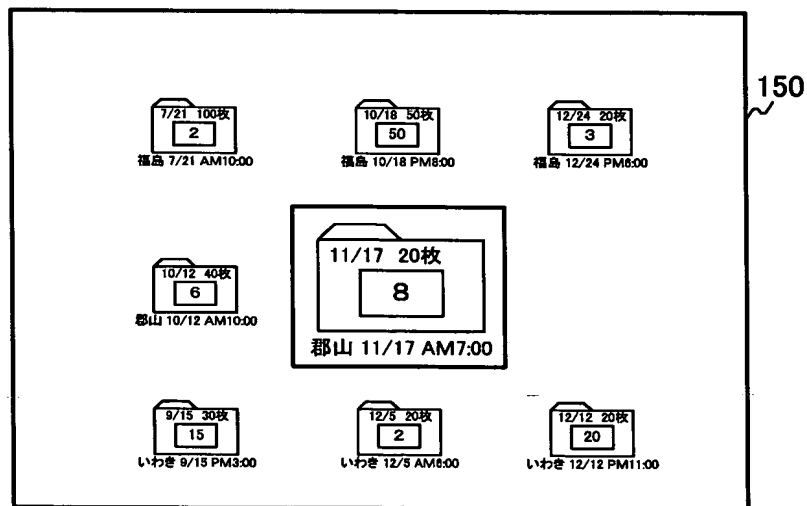 150
7/21 100枚
2
福島 7/21 AM10:00
10/18 50枚
50
福島 10/18 PM8:00
12/24 20枚
3
福島 12/24 PM6:00
10/12 40枚
6
郡山 10/12 AM10:00
11/17 20枚
8
郡山 11/17 AM7:00
9/15 30枚
15
いわき 9/15 PM3:00
12/5 20枚
2
いわき 12/5 AM6:00
12/12 20枚
20
いわき 12/12 PM11:00